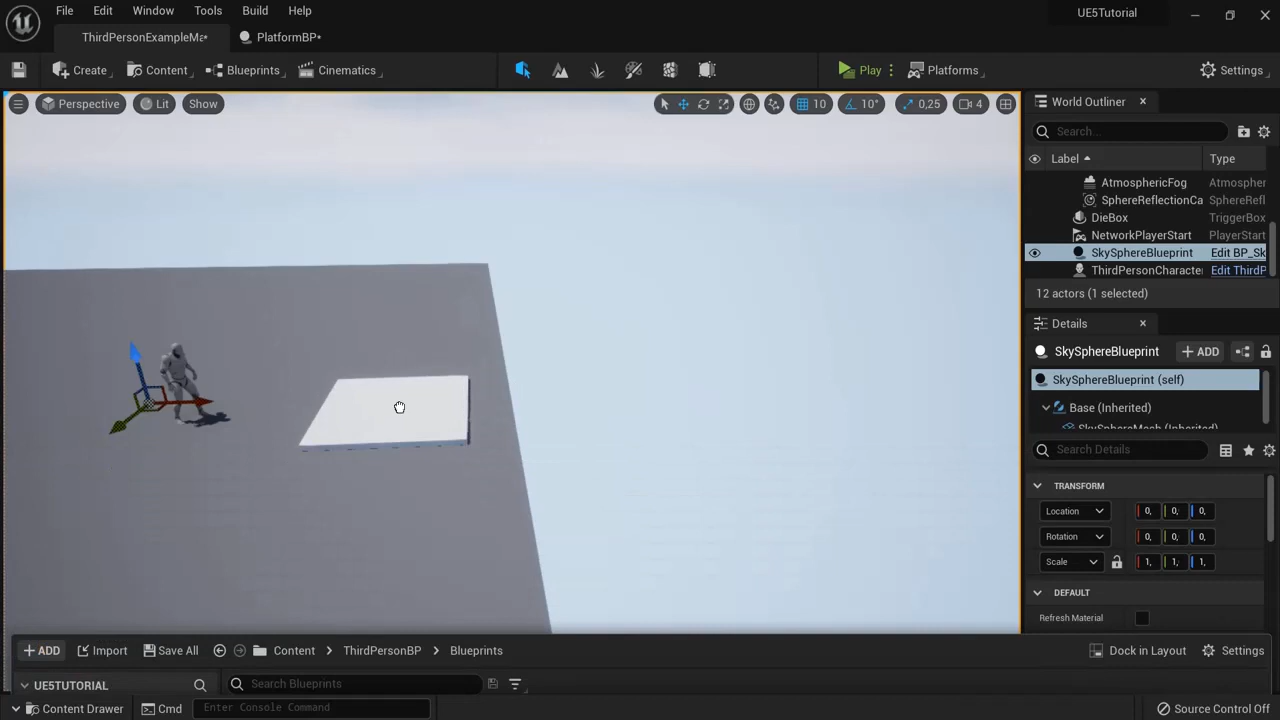 File Edit Window Tools Build Help UE5Tutorial
ThirdPersonExampleMa• PlatformBP•
Create Content Blueprints Cinematics Play Platforms Settings
Perspective Lit Show 10 10° 0,25 4
World Outliner
Search...
Label Type
AtmosphericFog Atmospher
SphereReflectionCa SphereRefl
DieBox TriggerBox
NetworkPlayerStart PlayerStart
SkySphereBlueprint Edit BP_Sk
ThirdPersonCharacte Edit ThirdP
12 actors (1 selected)
Details
SkySphereBlueprint + ADD
SkySphereBlueprint (self)
Base (Inherited)
SkySphereMesh (Inherited)
Search Details
TRANSFORM
Location 0, 0, 0,
Rotation 0, 0, 0,
Scale 1, 1, 1,
DEFAULT
Refresh Material
+ ADD Import Save All Content ThirdPersonBP Blueprints Dock in Layout Settings
UE5TUTORIAL Search Blueprints
Content Drawer Cmd Enter Console Command Source Control Off